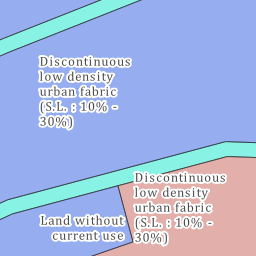 Discontinuous
low density
urban fabric
(S.L. : 10% -
30%)
Discontinuous
low density
urban fabric
(S.L. : 10% -
30%)
Land without
current use